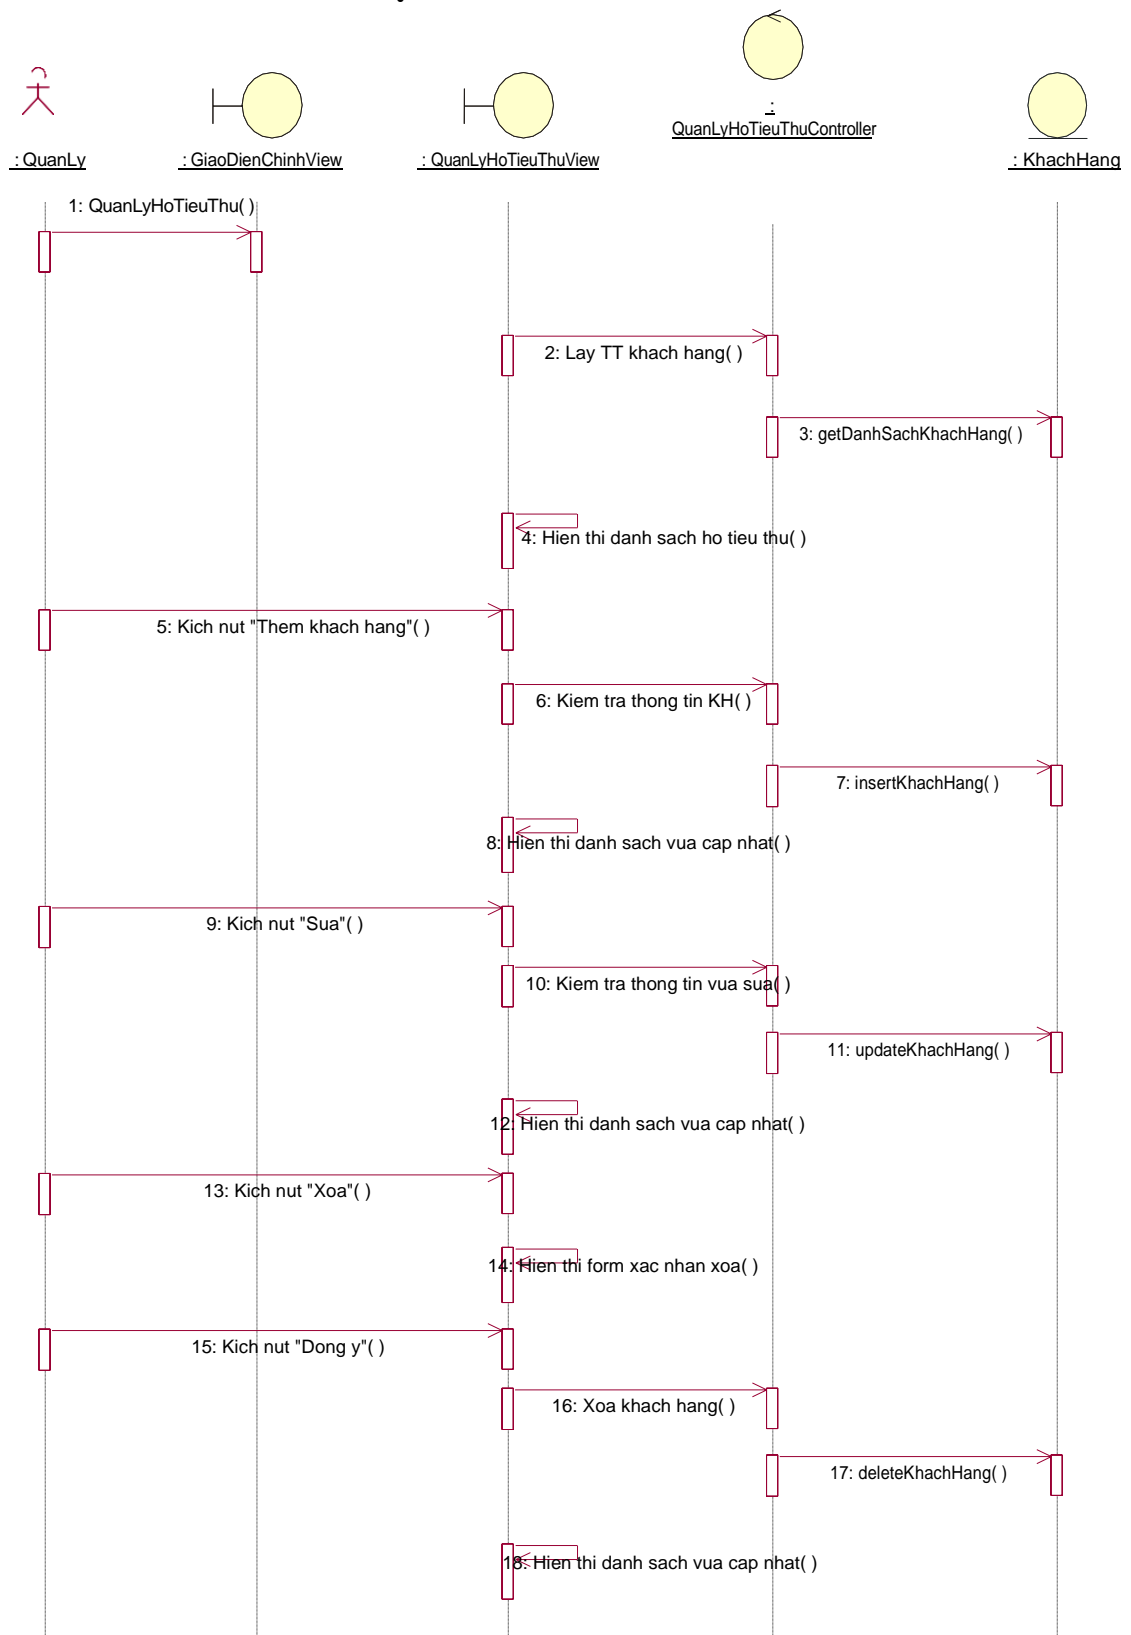 :
QuanLyHoTieuThuController
: QuanLy
: GiaoDienChinhView
: QuanLyHoTieuThuView
: KhachHang
1: QuanLyHoTieuThu( )
2: Lay TT khach hang( )
3: getDanhSachKhachHang( )
4: Hien thi danh sach ho tieu thu( )
5: Kich nut "Them khach hang"( )
6: Kiem tra thong tin KH( )
7: insertKhachHang( )
8: Hien thi danh sach vua cap nhat( )
9: Kich nut "Sua"( )
10: Kiem tra thong tin vua sua( )
11: updateKhachHang( )
12: Hien thi danh sach vua cap nhat( )
13: Kich nut "Xoa"( )
14: Hien thi form xac nhan xoa( )
15: Kich nut "Dong y"( )
16: Xoa khach hang( )
17: deleteKhachHang( )
18: Hien thi danh sach vua cap nhat( )